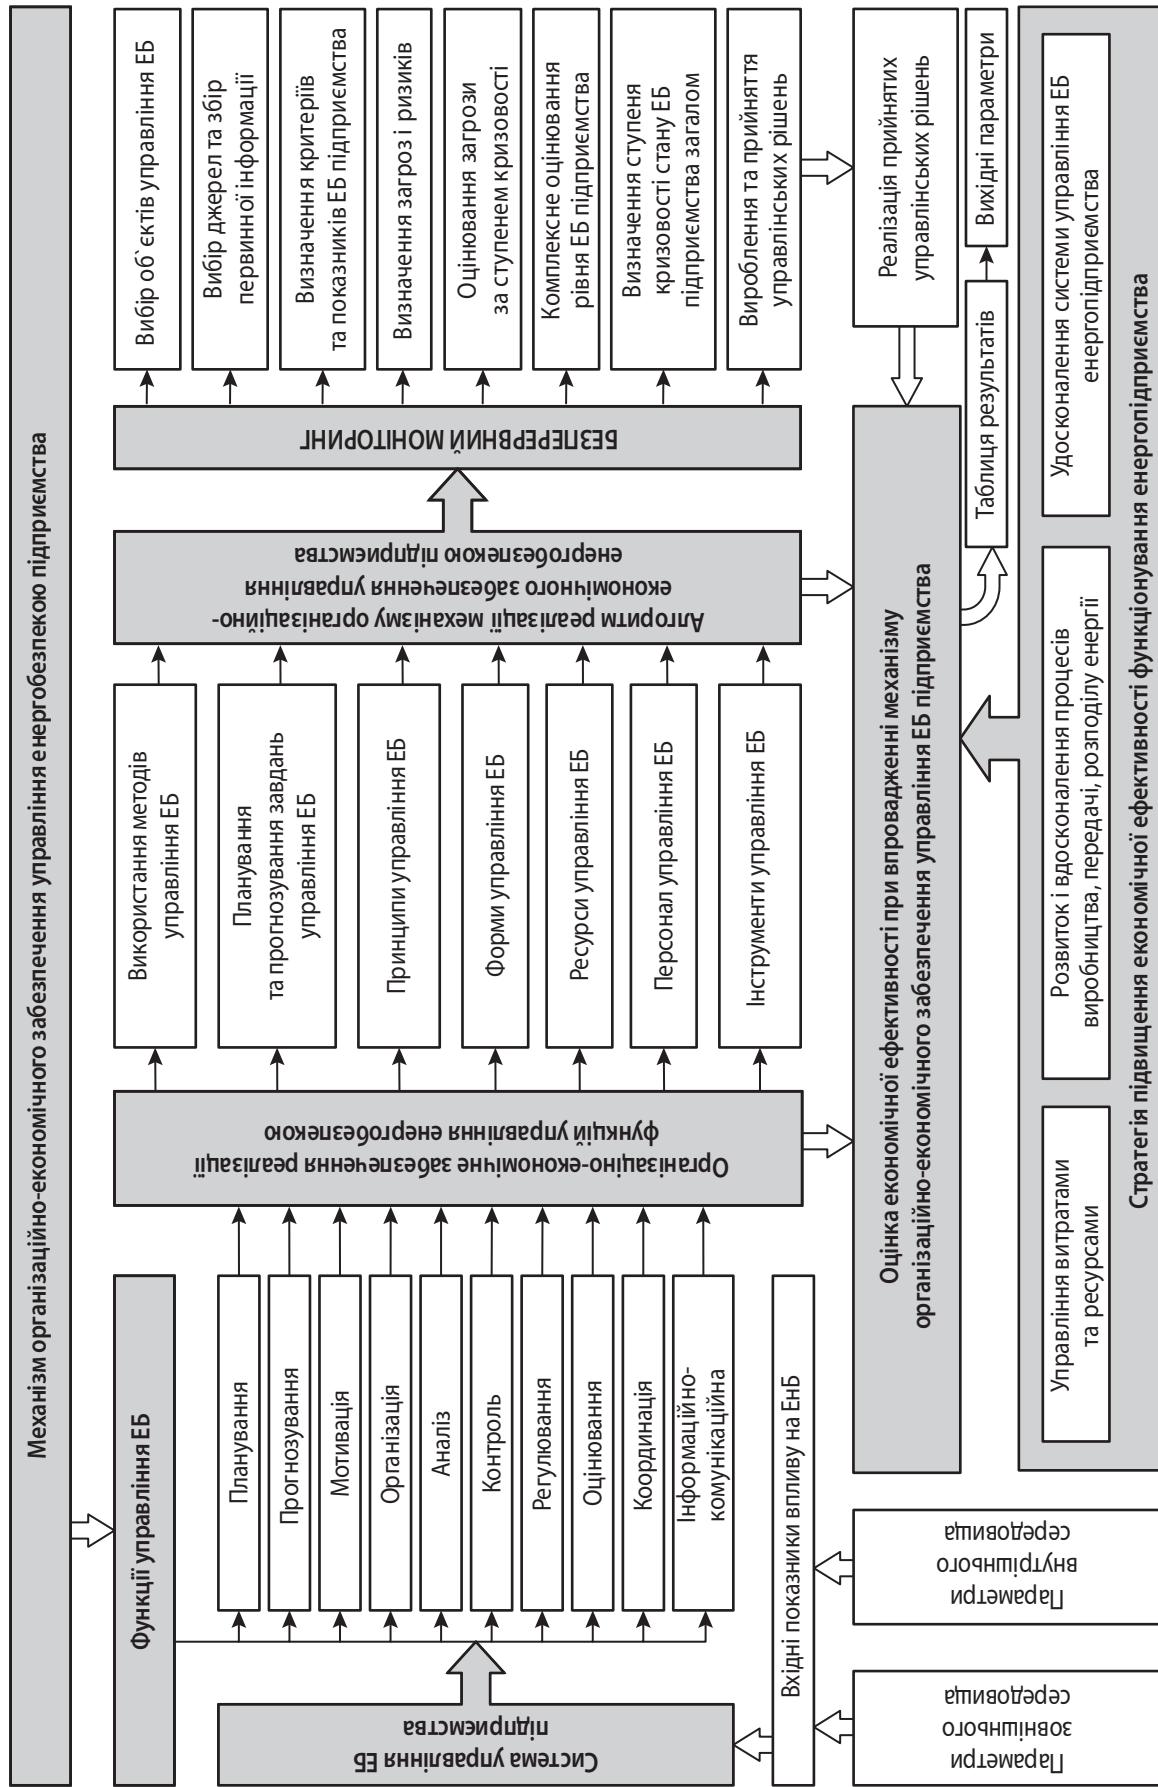 Механізм організаційно-економічного забезпечення управління енергобезпекою підприємства
Функції управління ЕБ
Система управління ЕБ
підприємства
Планування
Прогнозування
Мотивація
Організація
Аналіз
Контроль
Регулювання
Оцінювання
Координація
Інформаційно-
комунікаційна
Вхідні показники впливу на ЕнБ
Параметри
зовнішнього
середовища
Параметри
внутрішнього
середовища
Організаціно-економічне забезпечення реалізації
функцій управління енергобезпекою
Використання методів
управління ЕБ
Планування
та прогнозування завдань
управління ЕБ
Принципи управління ЕБ
Форми управління ЕБ
Ресурси управління ЕБ
Персонал управління ЕБ
Інструменти управління ЕБ
Алгоритм реалізації механізму організаційно-
економічного забезпечення управління
енергобезпекою підприємства
БЕЗПЕРЕРВНИЙ МОНІТОРИНГ
Вибір об`єктів управління ЕБ
Вибір джерел та збір
первинної інформації
Визначення критеріїв
та показників ЕБ підприємства
Визначення загроз і ризиків
Оцінювання загрози
за ступенем кризовості
Комплексне оцінювання
рівня ЕБ підприємства
Визначення ступеня
кризовості стану ЕБ
підприємства загалом
Вироблення та прийняття
управлінських рішень
Реалізація прийнятих
управлінських рішень
Оцінка економічної ефективності при впровадженні механізму
організаційно-економічного забезпечення управління ЕБ підприємства
Таблиця результатів
Вихідні параметри
Управління витратами
та ресурсами
Розвиток і вдосконалення процесів
виробництва, передачі, розподілу енергії
Удосконалення системи управління ЕБ
енергопідприємства
Стратегія підвищення економічної ефективності функціонування енергопідприємства